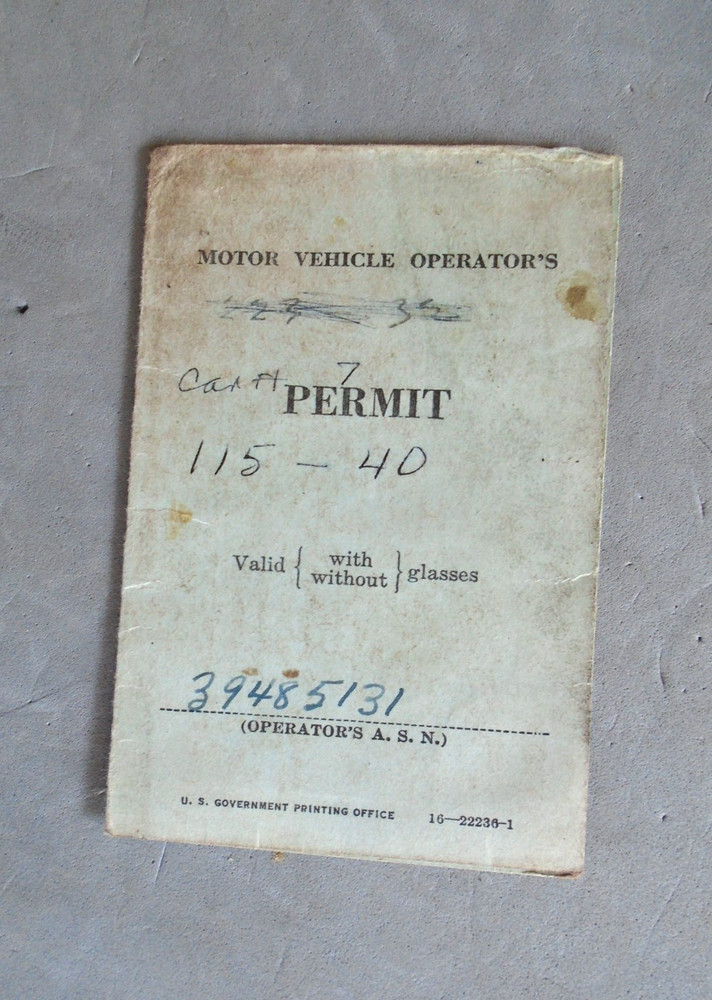 MOTOR VEHICLE OPERATOR'S
Car # 7
PERMIT
115 — 40
Valid { with without } glasses
39485131
(OPERATOR'S A. S. N.)
U. S. GOVERNMENT PRINTING OFFICE 16—22236-1